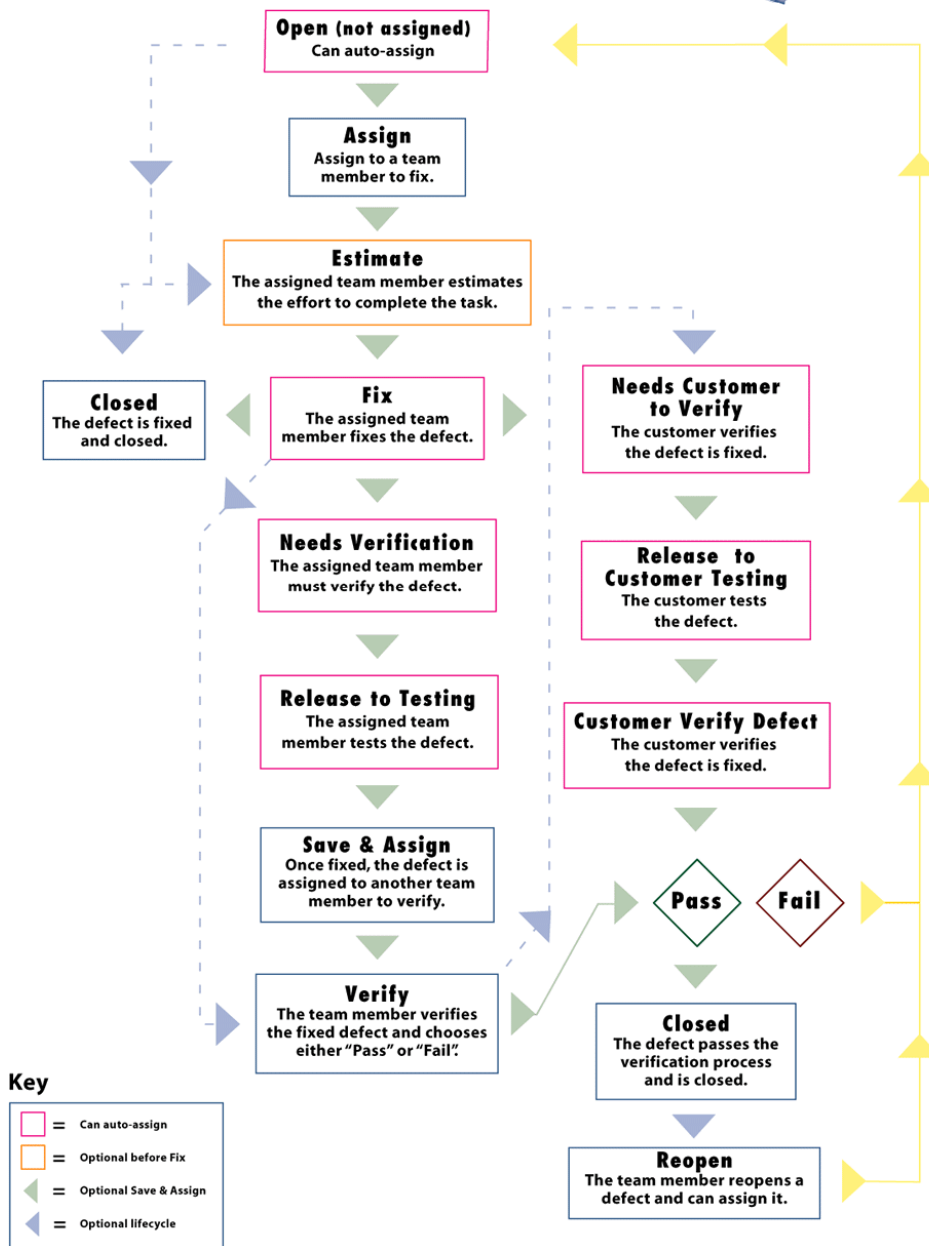 Open (not assigned)
Can auto-assign
Assign
Assign to a team
member to fix.
Estimate
The assigned team member estimates
the effort to complete the task.
Closed
The defect is fixed
and closed.
Fix
The assigned team
member fixes the defect.
Needs Customer
to Verify
The customer verifies
the defect is fixed.
Needs Verification
The assigned team member
must verify the defect.
Release to
Customer Testing
The customer tests
the defect.
Release to Testing
The assigned team
member tests the defect.
Customer Verify Defect
The customer verifies
the defect is fixed.
Save & Assign
Once fixed, the defect is
assigned to another team
member to verify.
Pass
Fail
Verify
The team member verifies
the fixed defect and chooses
either “Pass” or “Fail”.
Closed
The defect passes the
verification process
and is closed.
Reopen
The team member reopens a
defect and can assign it.
Key
= Can auto-assign
= Optional before Fix
= Optional Save & Assign
= Optional lifecycle